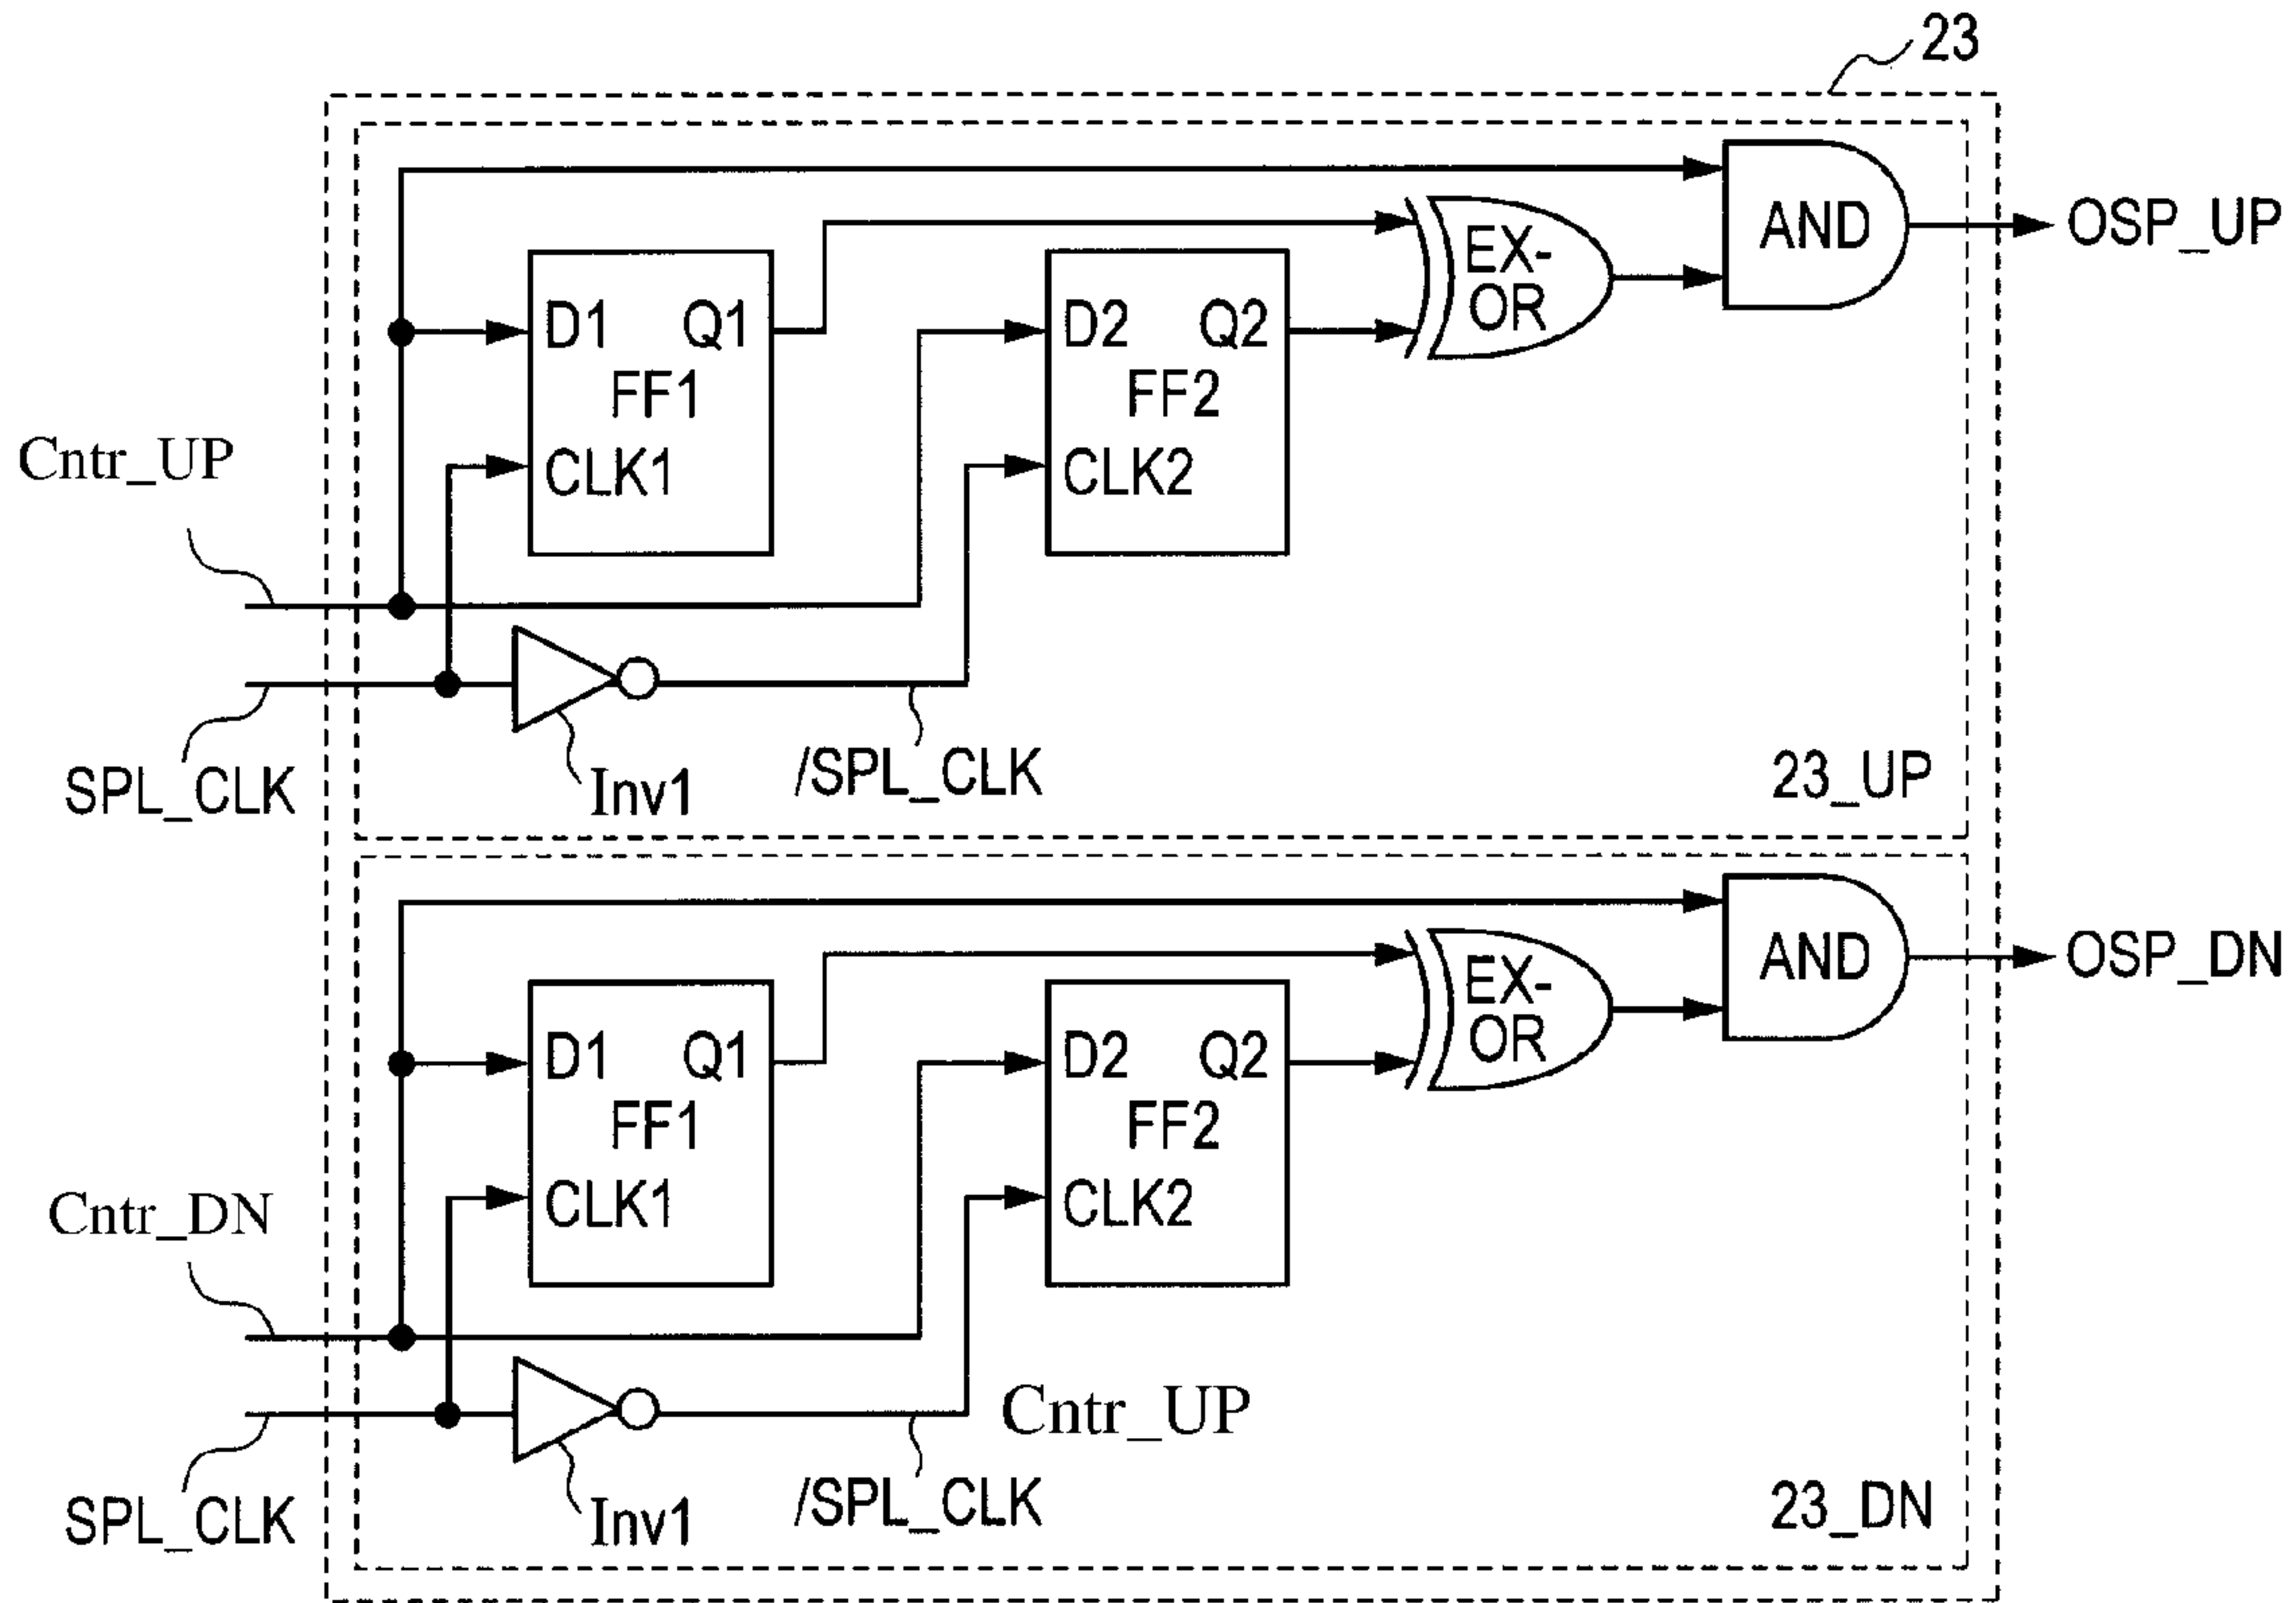 23
AND
OSP_UP
EX-
OR
D1 Q1
FF1
CLK1
D2 Q2
FF2
CLK2
Cntr_UP
SPL_CLK
Inv1
/SPL_CLK
23_UP
AND
OSP_DN
EX-
OR
D1 Q1
FF1
CLK1
D2 Q2
FF2
CLK2
Cntr_DN
Cntr_UP
SPL_CLK
Inv1
/SPL_CLK
23_DN